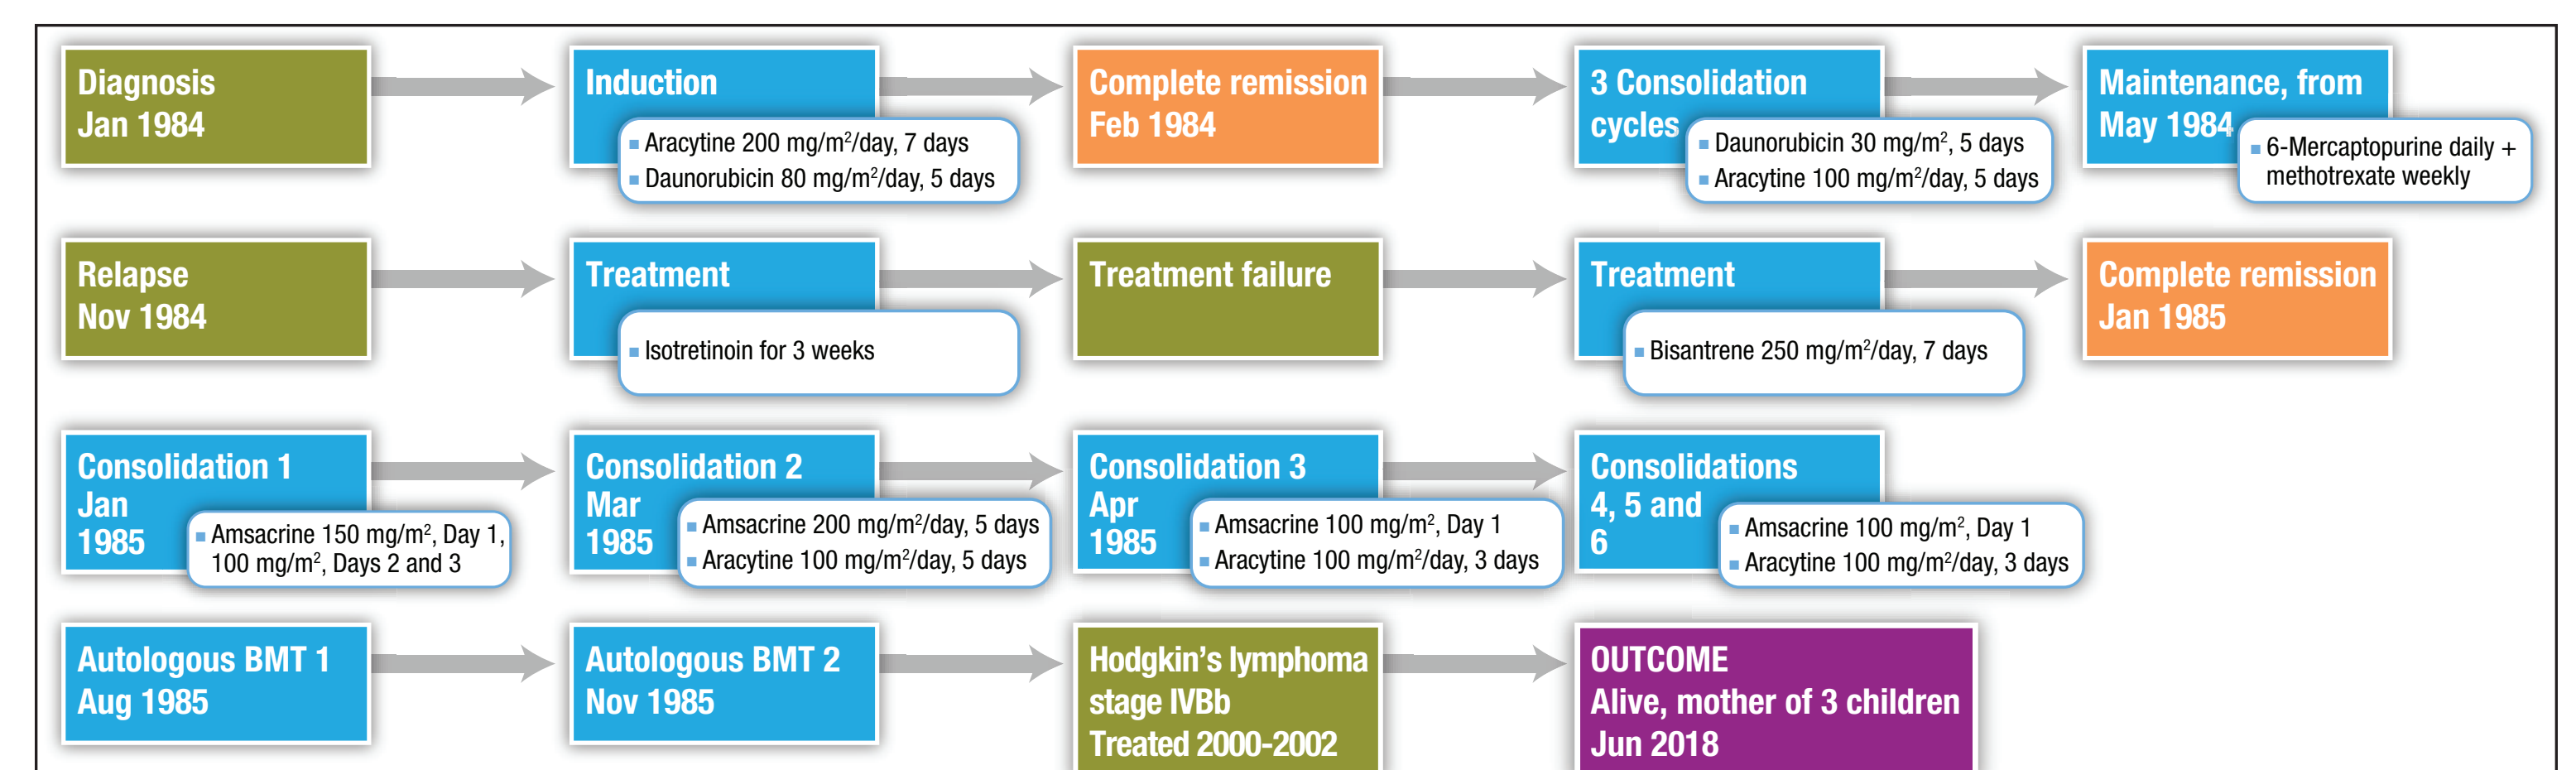 Diagnosis
Jan 1984
Induction
▪ Aracytine 200 mg/m²/day, 7 days
▪ Daunorubicin 80 mg/m²/day, 5 days
Complete remission
Feb 1984
3 Consolidation
cycles
▪ Daunorubicin 30 mg/m², 5 days
▪ Aracytine 100 mg/m²/day, 5 days
Maintenance, from
May 1984
▪ 6-Mercaptopurine daily +
methotrexate weekly
Relapse
Nov 1984
Treatment
▪ Isotretinoin for 3 weeks
Treatment failure
Treatment
▪ Bisantrene 250 mg/m²/day, 7 days
Complete remission
Jan 1985
Consolidation 1
Jan
1985
▪ Amsacrine 150 mg/m², Day 1,
100 mg/m², Days 2 and 3
Consolidation 2
Mar
1985
▪ Amsacrine 200 mg/m²/day, 5 days
▪ Aracytine 100 mg/m²/day, 5 days
Consolidation 3
Apr
1985
▪ Amsacrine 100 mg/m², Day 1
▪ Aracytine 100 mg/m²/day, 3 days
Consolidations
4, 5 and
6
▪ Amsacrine 100 mg/m², Day 1
▪ Aracytine 100 mg/m²/day, 3 days
Autologous BMT 1
Aug 1985
Autologous BMT 2
Nov 1985
Hodgkin’s lymphoma
stage IVBb
Treated 2000-2002
OUTCOME
Alive, mother of 3 children
Jun 2018